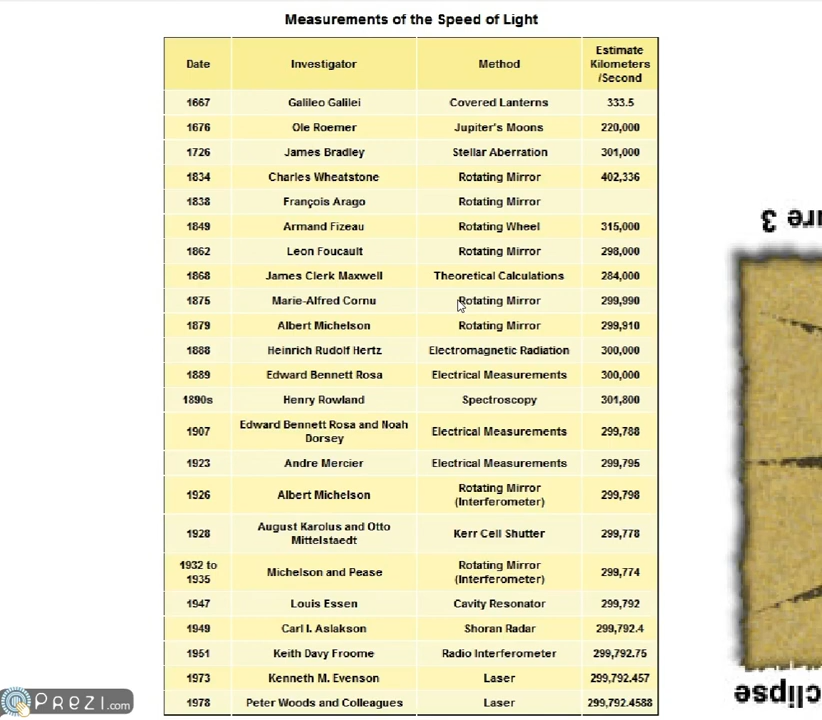 Measurements of the Speed of Light
Date Investigator Method Estimate Kilometers /Second
1667 Galileo Galilei Covered Lanterns 333.5
1676 Ole Roemer Jupiter's Moons 220,000
1726 James Bradley Stellar Aberration 301,000
1834 Charles Wheatstone Rotating Mirror 402,336
1838 François Arago Rotating Mirror
1849 Armand Fizeau Rotating Wheel 315,000
1862 Leon Foucault Rotating Mirror 298,000
1868 James Clerk Maxwell Theoretical Calculations 284,000
1875 Marie-Alfred Cornu Rotating Mirror 299,990
1879 Albert Michelson Rotating Mirror 299,910
1888 Heinrich Rudolf Hertz Electromagnetic Radiation 300,000
1889 Edward Bennett Rosa Electrical Measurements 300,000
1890s Henry Rowland Spectroscopy 301,800
1907 Edward Bennett Rosa and Noah Dorsey Electrical Measurements 299,788
1923 Andre Mercier Electrical Measurements 299,795
1926 Albert Michelson Rotating Mirror (Interferometer) 299,798
1928 August Karolus and Otto Mittelstaedt Kerr Cell Shutter 299,778
1932 to 1935 Michelson and Pease Rotating Mirror (Interferometer) 299,774
1947 Louis Essen Cavity Resonator 299,792
1949 Carl I. Aslakson Shoran Radar 299,792.4
1951 Keith Davy Froome Radio Interferometer 299,792.75
1973 Kenneth M. Evenson Laser 299,792.457
1978 Peter Woods and Colleagues Laser 299,792.4588
ure 3
clipse
Prezi.com